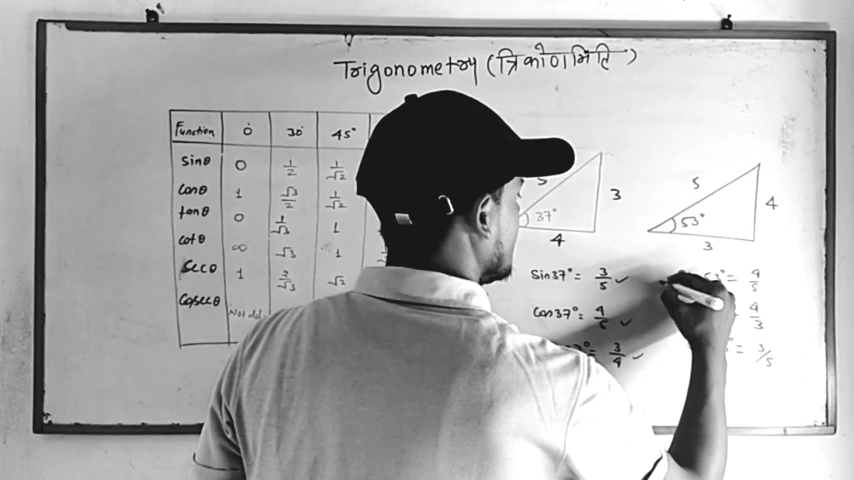 Trigonometry (त्रिकोणमिति)
Function 0° 30° 45°
sinθ 0 1/2 1/√2
cosθ 1 √3/2 1/√2
tanθ 0 1/√3 1
cotθ ∞ √3 1
secθ 1 2/√3 √2
Cosecθ Not
5 3 37° 4
5 4 53° 3
Sin37° = 3/5 ✓
Cos37° = 4/5 ✓
= 3/4 ✓
53° = 4/5
4/3
° = 3/5